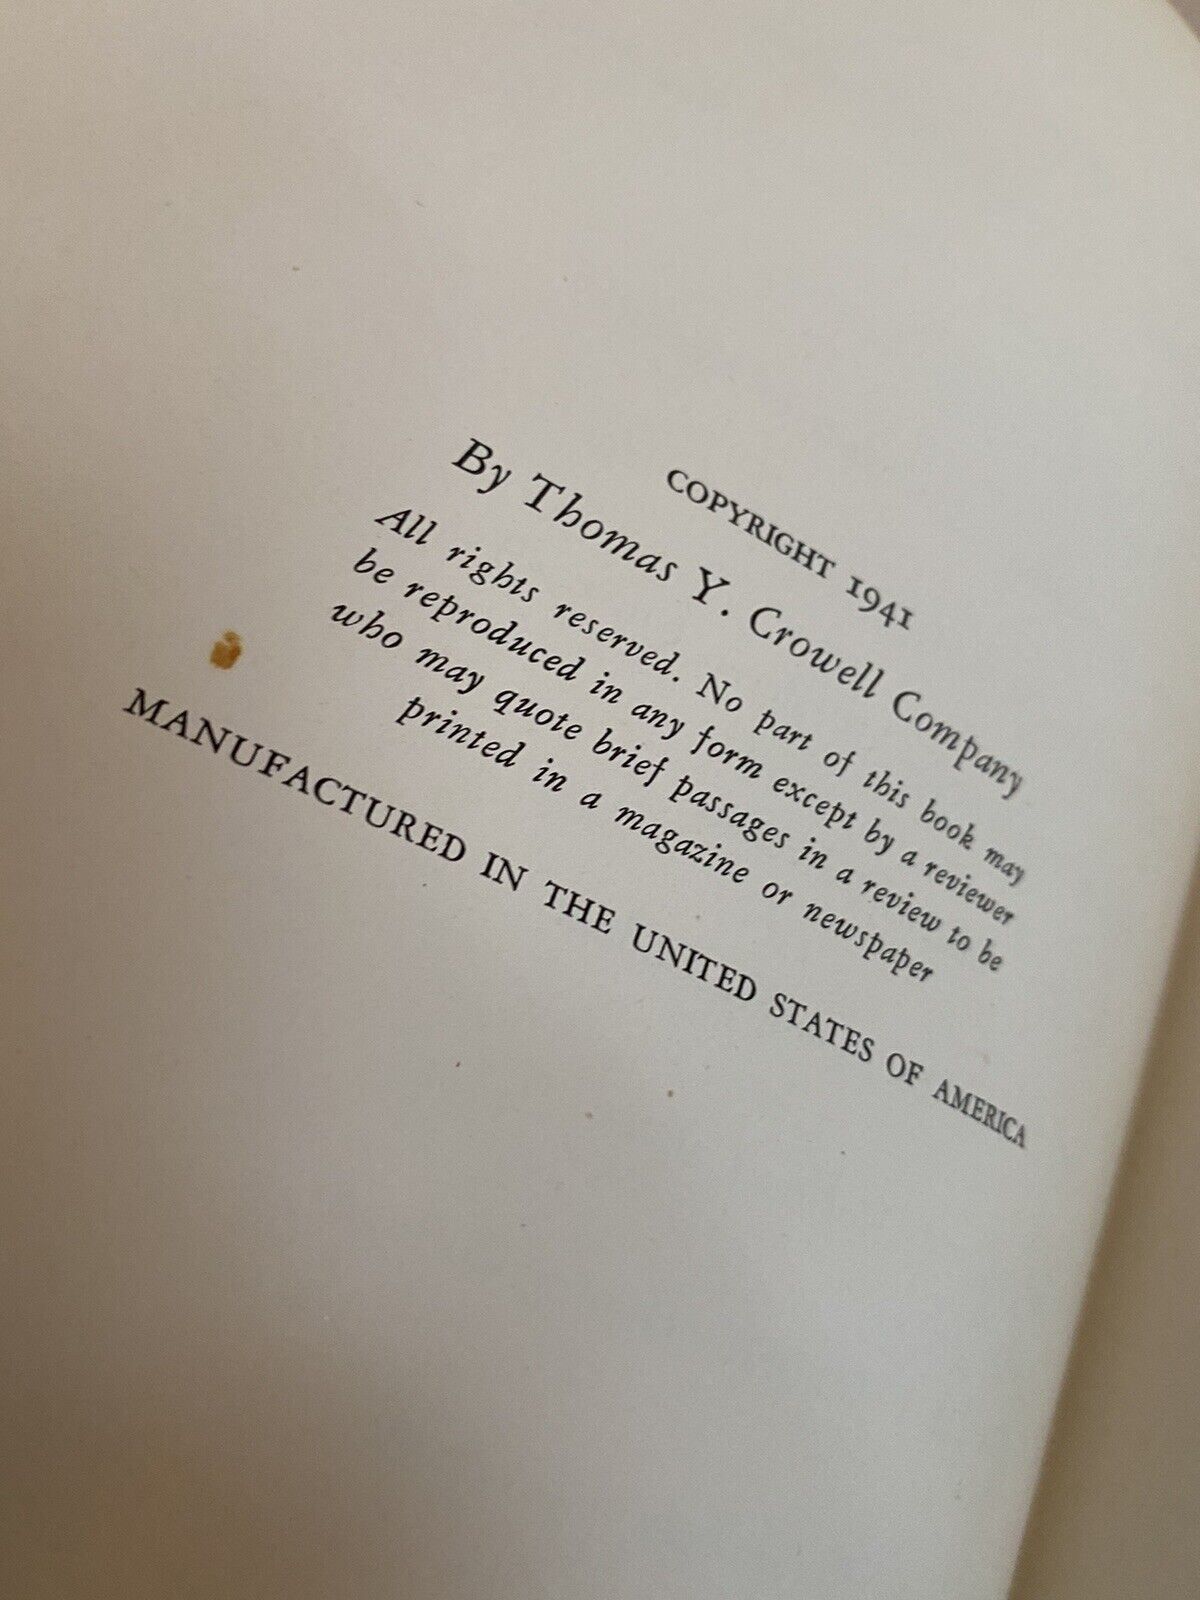 COPYRIGHT 1941
By Thomas Y. Crowell Company
All rights reserved. No part of this book may
be reproduced in any form except by a reviewer
who may quote brief passages in a review to be
printed in a magazine or newspaper
MANUFACTURED IN THE UNITED STATES OF AMERICA